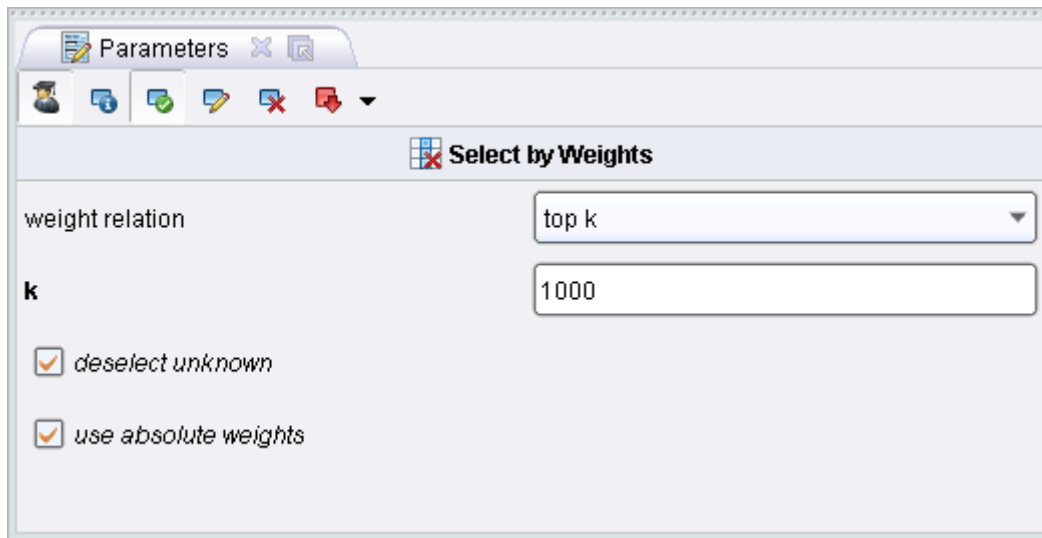 Parameters
Select by Weights
weight relation
top k
k
1000
deselect unknown
use absolute weights